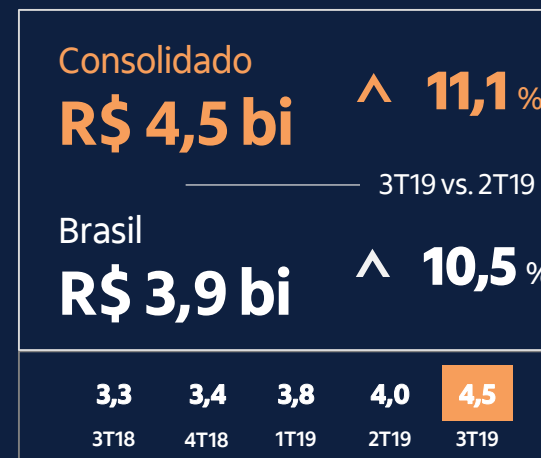 Consolidado
R$ 4,5 bi
11,1 %
3T19 vs. 2T19
Brasil
R$ 3,9 bi
10,5 %
3,3 3,4 3,8 4,0 4,5
3T18 4T18 1T19 2T19 3T19